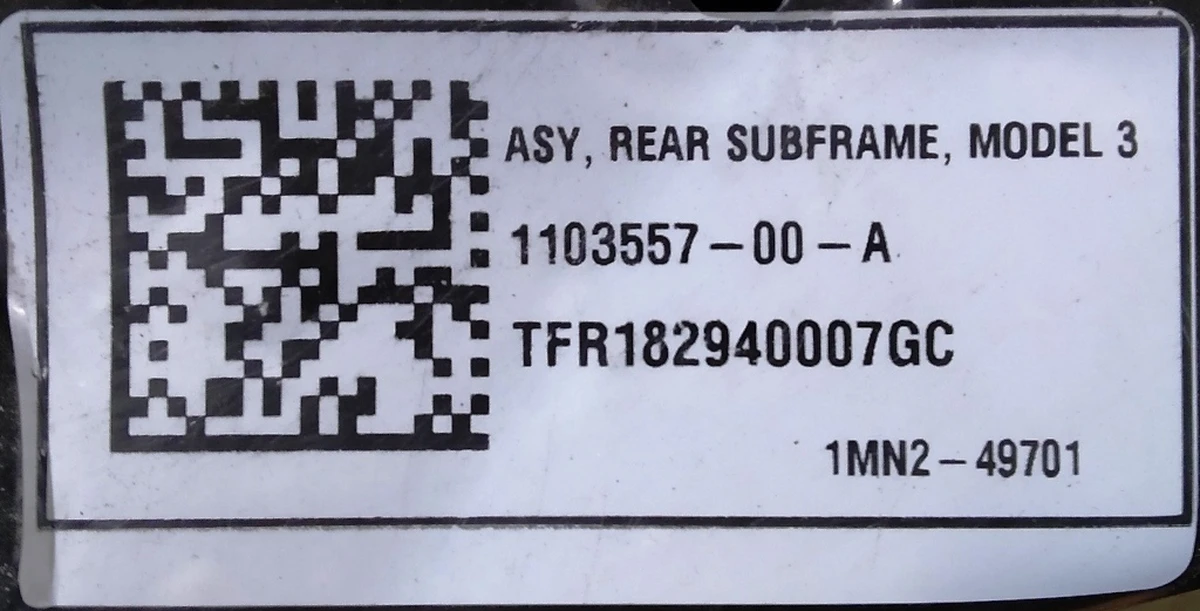 ASY, REAR SUBFRAME, MODEL 3
1103557-00-A
TFR182940007GC
1MN2-49701